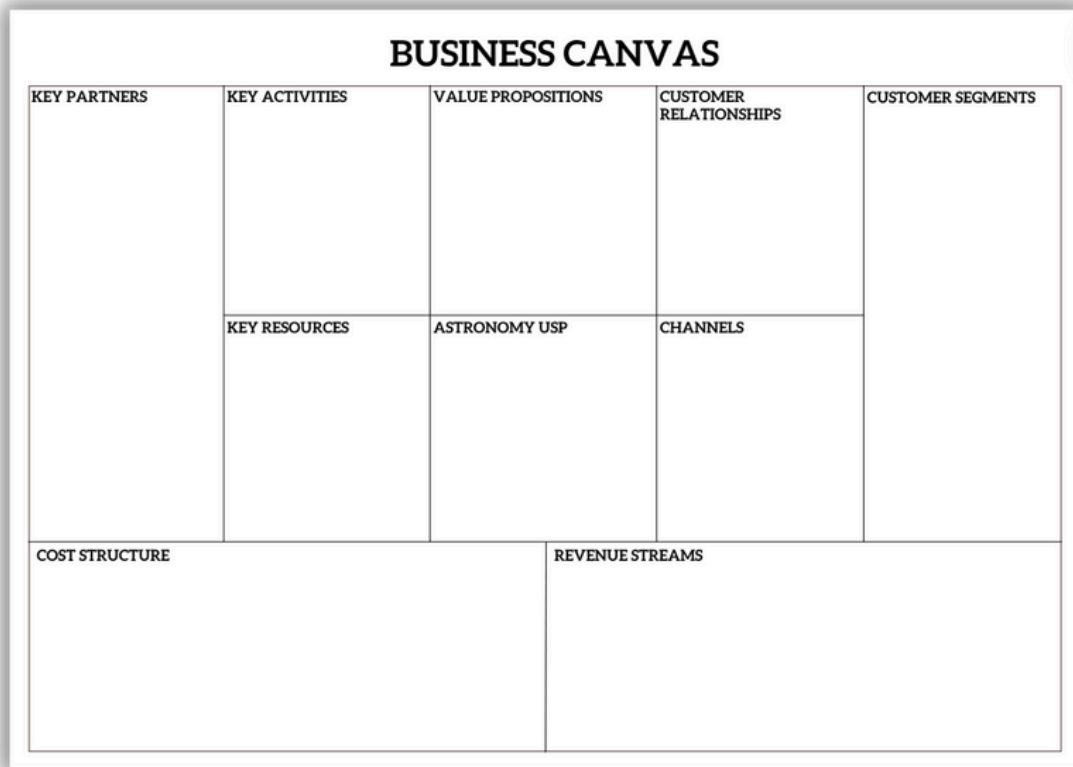 BUSINESS CANVAS
KEY PARTNERS
KEY ACTIVITIES
VALUE PROPOSITIONS
CUSTOMER
RELATIONSHIPS
CUSTOMER SEGMENTS
KEY RESOURCES
ASTRONOMY USP
CHANNELS
COST STRUCTURE
REVENUE STREAMS